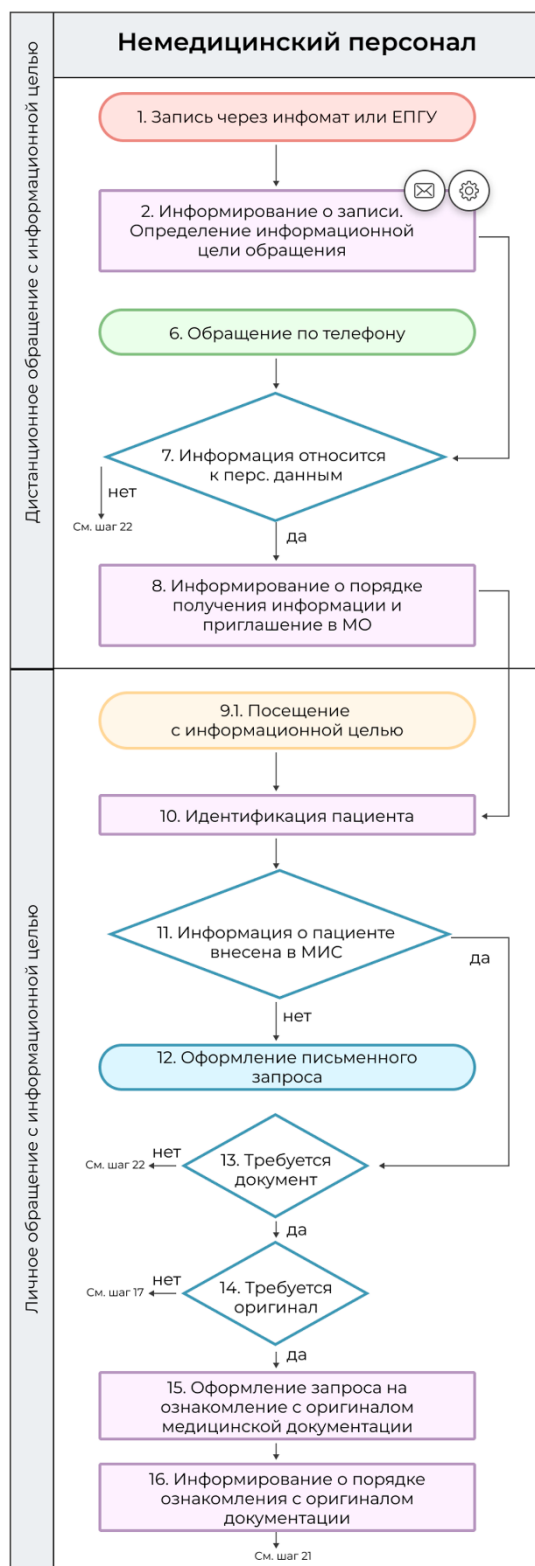 Немедицинский персонал
Дистанционное обращение с информационной целью
1. Запись через инфомат или ЕПГУ
2. Информирование о записи.
Определение информационной
цели обращения
6. Обращение по телефону
7. Информация относится
к перс. данным
нет
См. шаг 22
да
8. Информирование о порядке
получения информации и
приглашение в МО
Личное обращение с информационной целью
9.1. Посещение
с информационной целью
10. Идентификация пациента
11. Информация о пациенте
внесена в МИС
да
нет
12. Оформление письменного
запроса
13. Требуется
документ
нет
См. шаг 22
да
14. Требуется
оригинал
нет
См. шаг 17
да
15. Оформление запроса на
ознакомление с оригиналом
медицинской документации
16. Информирование о порядке
ознакомления с оригиналом
документации
См. шаг 21